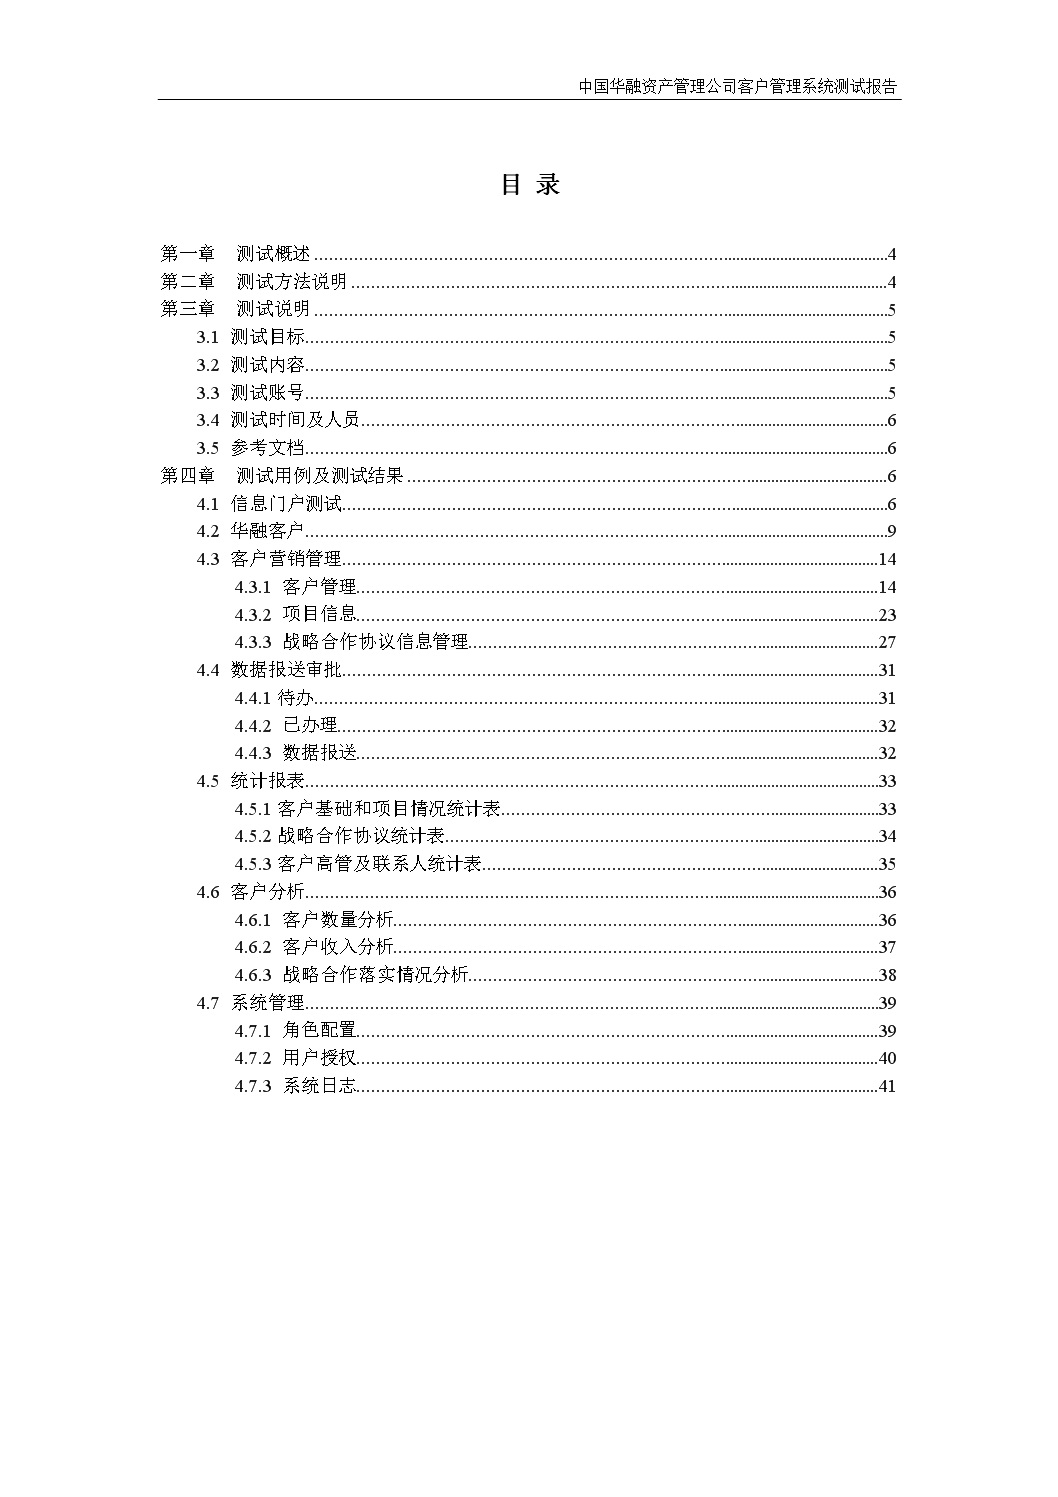 中国华融资产管理公司客户管理系统测试报告
目 录
第一章 测试概述 4
第二章 测试方法说明 4
第三章 测试说明 5
3.1 测试目标 5
3.2 测试内容 5
3.3 测试账号 5
3.4 测试时间及人员 6
3.5 参考文档 6
第四章 测试用例及测试结果 6
4.1 信息门户测试 6
4.2 华融客户 9
4.3 客户营销管理 14
4.3.1 客户管理 14
4.3.2 项目信息 23
4.3.3 战略合作协议信息管理 27
4.4 数据报送审批 31
4.4.1 待办 31
4.4.2 已办理 32
4.4.3 数据报送 32
4.5 统计报表 33
4.5.1 客户基础和项目情况统计表 33
4.5.2 战略合作协议统计表 34
4.5.3 客户高管及联系人统计表 35
4.6 客户分析 36
4.6.1 客户数量分析 36
4.6.2 客户收入分析 37
4.6.3 战略合作落实情况分析 38
4.7 系统管理 39
4.7.1 角色配置 39
4.7.2 用户授权 40
4.7.3 系统日志 41